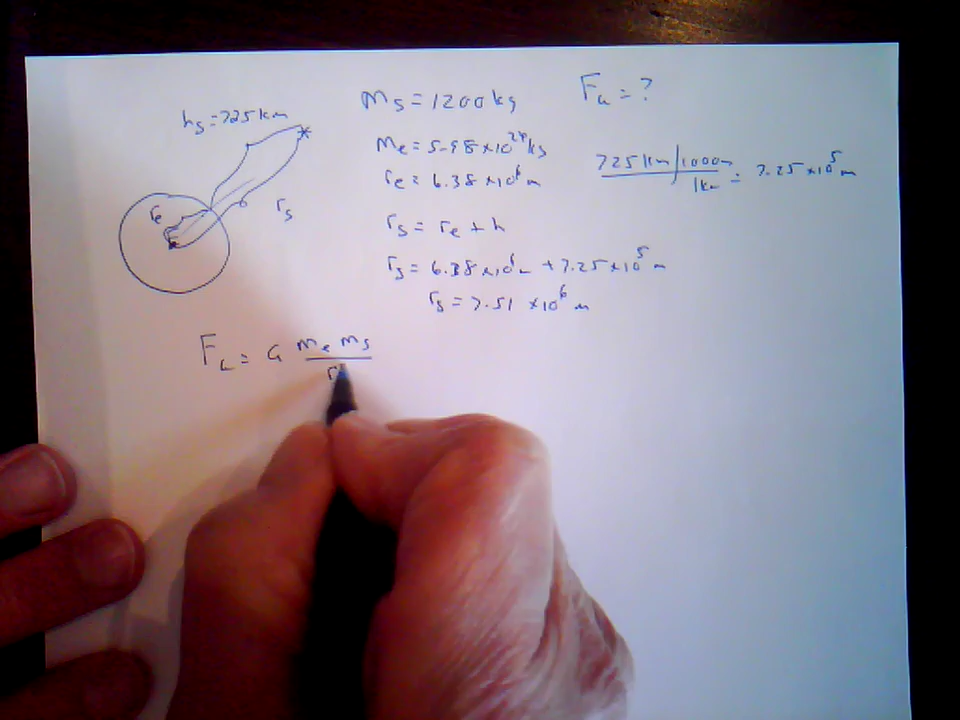 hs = 725 km
ms = 1200 kg
FG = ?
me = 5.98 × 10^24 kg
re = 6.38 × 10^6 m
725 km | 1000 m / 1 km = 7.25 × 10^5 m
re
rs
rs = re + h
rs = 6.38 × 10^6 m + 7.25 × 10^5 m
rs = 7.51 × 10^6 m
FG = G me ms / r